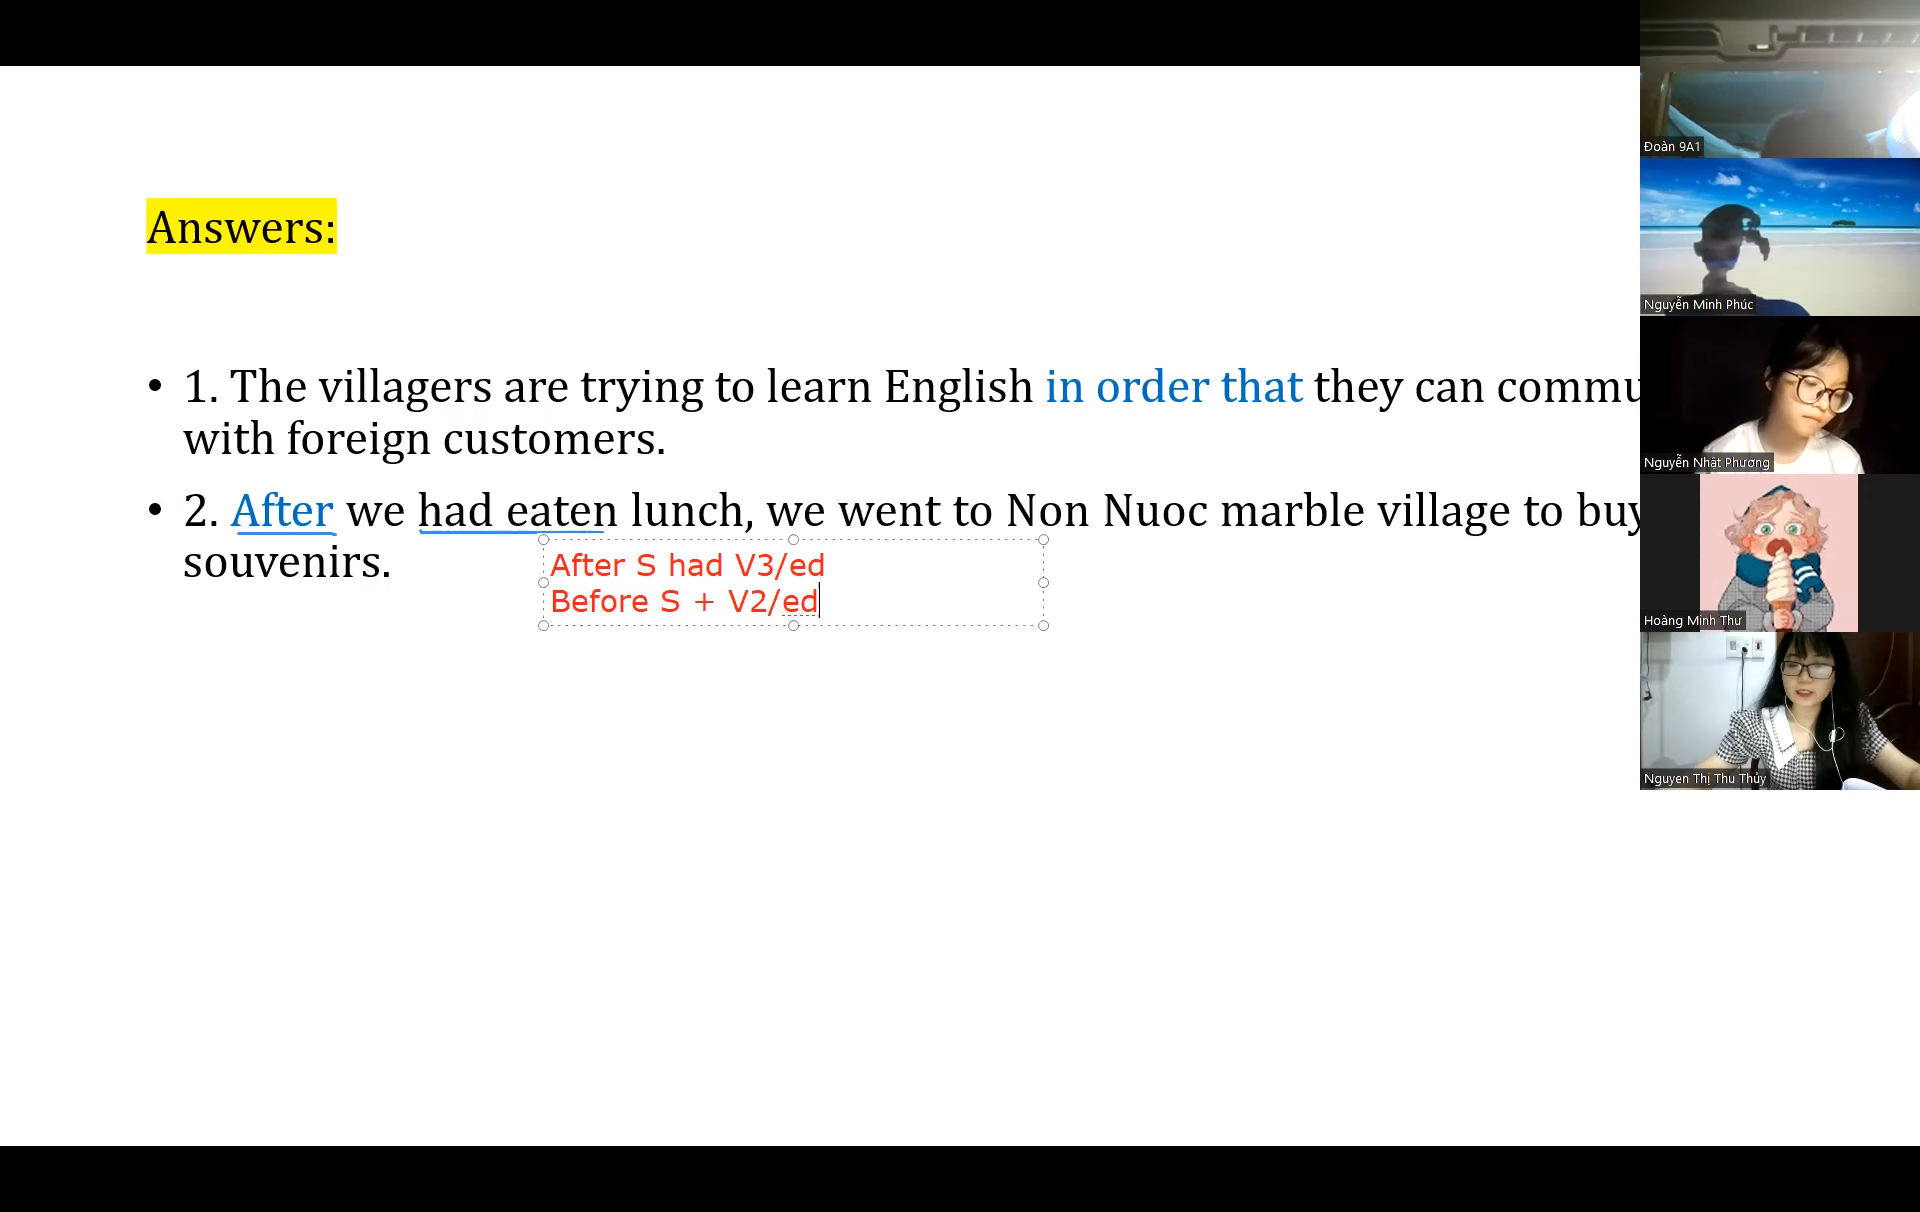 Answers:
• 1. The villagers are trying to learn English in order that they can commu
with foreign customers.
• 2. After we had eaten lunch, we went to Non Nuoc marble village to buy
souvenirs.
After S had V3/ed
Before S + V2/ed
Đoàn 9A1
Nguyễn Minh Phúc
Nguyễn Nhật Phương
Hoàng Minh Thư
Nguyen Thị Thu Thủy